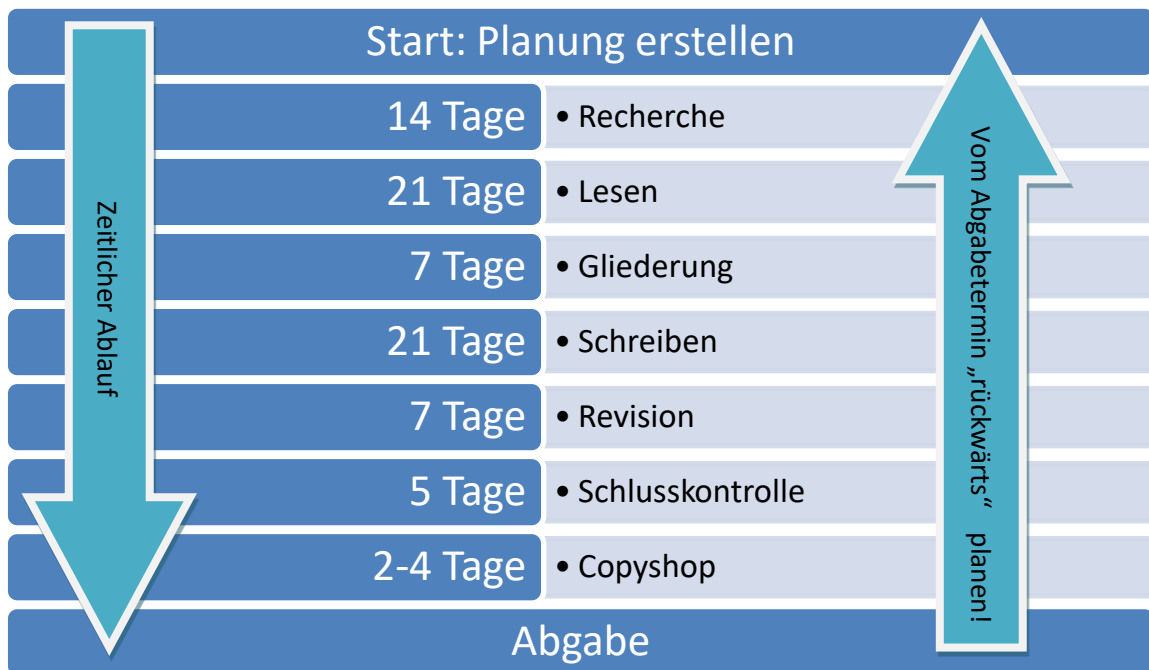 Start: Planung erstellen
14 Tage
• Recherche
21 Tage
• Lesen
7 Tage
• Gliederung
21 Tage
• Schreiben
7 Tage
• Revision
5 Tage
• Schlusskontrolle
2-4 Tage
• Copyshop
Abgabe
Zeitlicher Ablauf
Vom Abgabetermin „rückwärts“ planen!